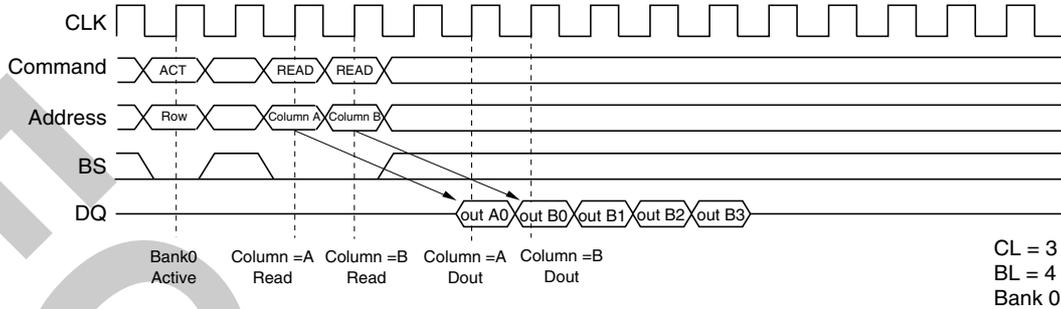 CLK
Command ACT READ READ
Address Row Column A Column B
BS
DQ out A0 out B0 out B1 out B2 out B3
Bank0 Column =A Column =B Column =A Column =B
Active Read Read Dout Dout
CL = 3
BL = 4
Bank 0